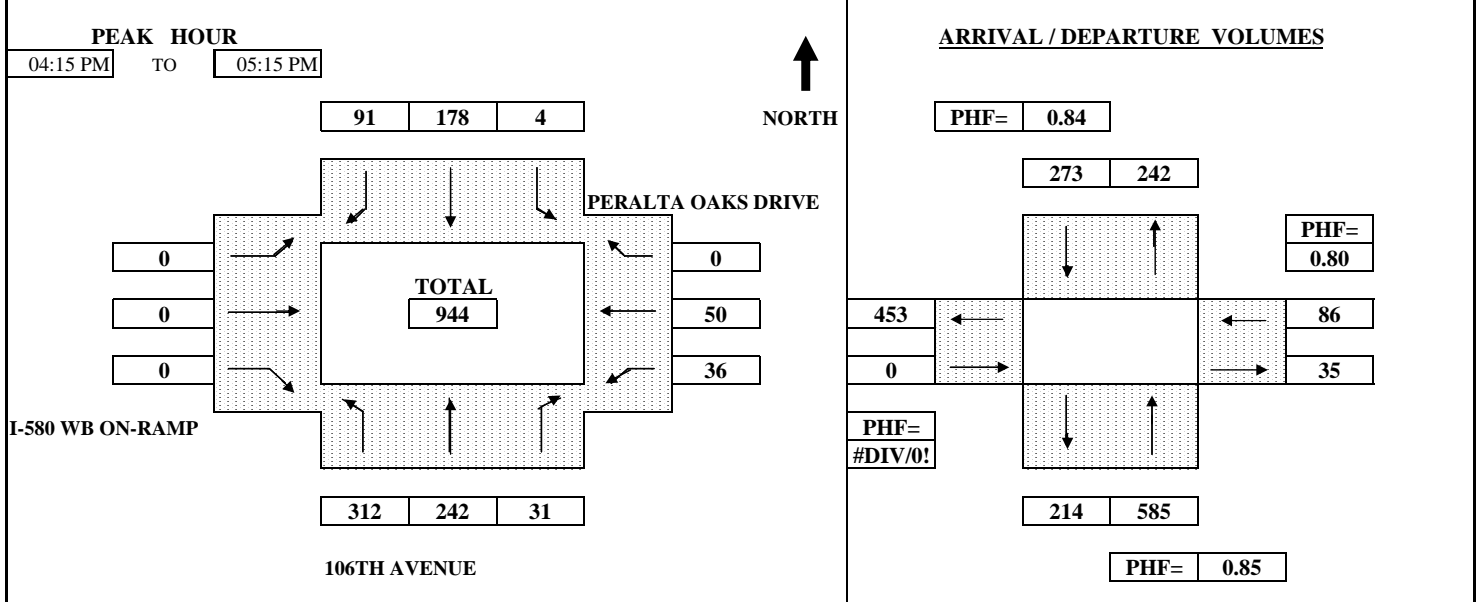 PEAK HOUR
04:15 PM TO 05:15 PM
91 178 4
NORTH
PERALTA OAKS DRIVE
0 0
TOTAL
0 944 50
0 36
I-580 WB ON-RAMP
312 242 31
106TH AVENUE
ARRIVAL / DEPARTURE VOLUMES
PHF= 0.84
273 242
PHF=
0.80
453 86
0 35
PHF=
#DIV/0!
214 585
PHF= 0.85